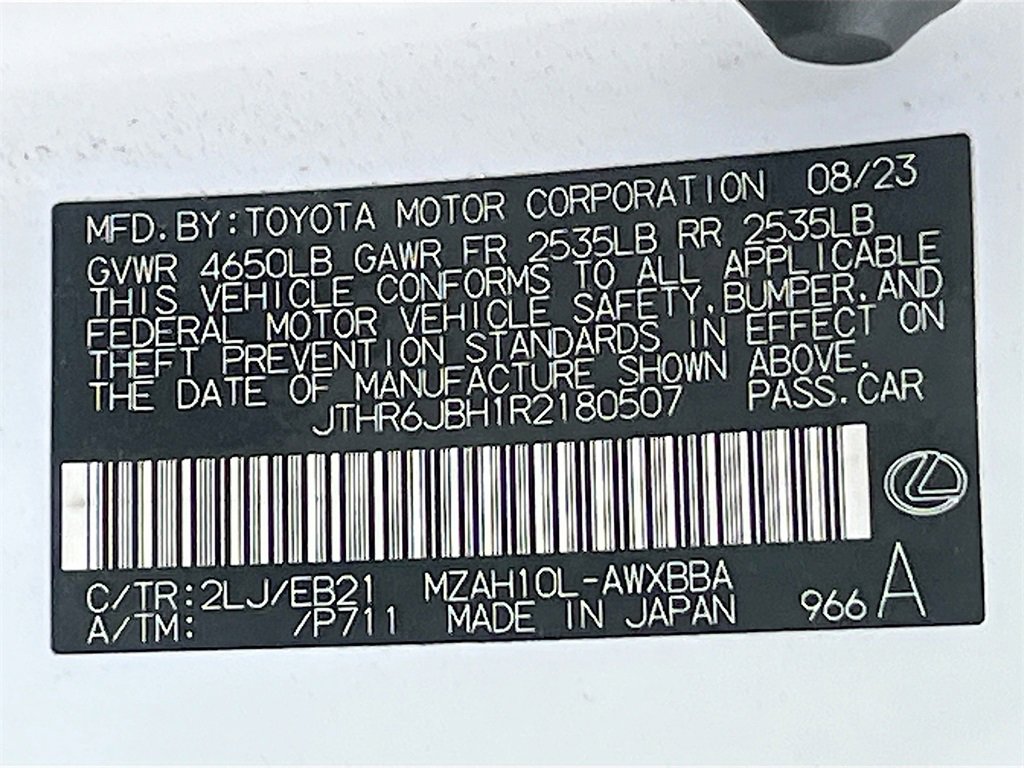 MFD. BY: TOYOTA MOTOR CORPORATION 08/23
GVWR 4650LB GAWR FR 2535LB RR 2535LB
THIS VEHICLE CONFORMS TO ALL APPLICABLE
FEDERAL MOTOR VEHICLE SAFETY, BUMPER, AND
THEFT PREVENTION STANDARDS IN EFFECT ON
THE DATE OF MANUFACTURE SHOWN ABOVE.
JTHR6JBH1R2180507 PASS. CAR
C/TR: 2LJ/EB21 MZAH10L-AWXBBA
A/TM: /P711 MADE IN JAPAN 966 A